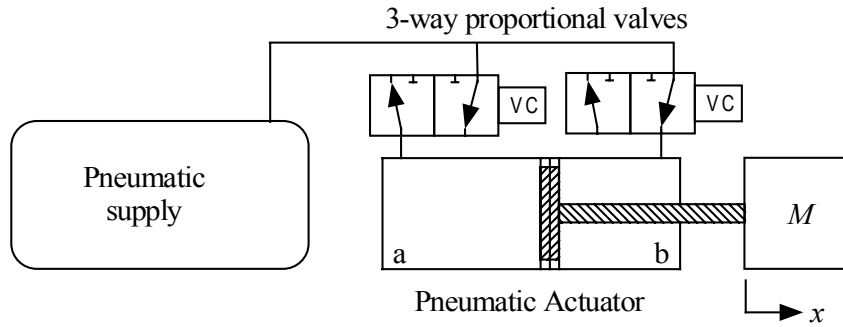 3-way proportional valves
VC
VC
Pneumatic
supply
M
a
b
Pneumatic Actuator
x